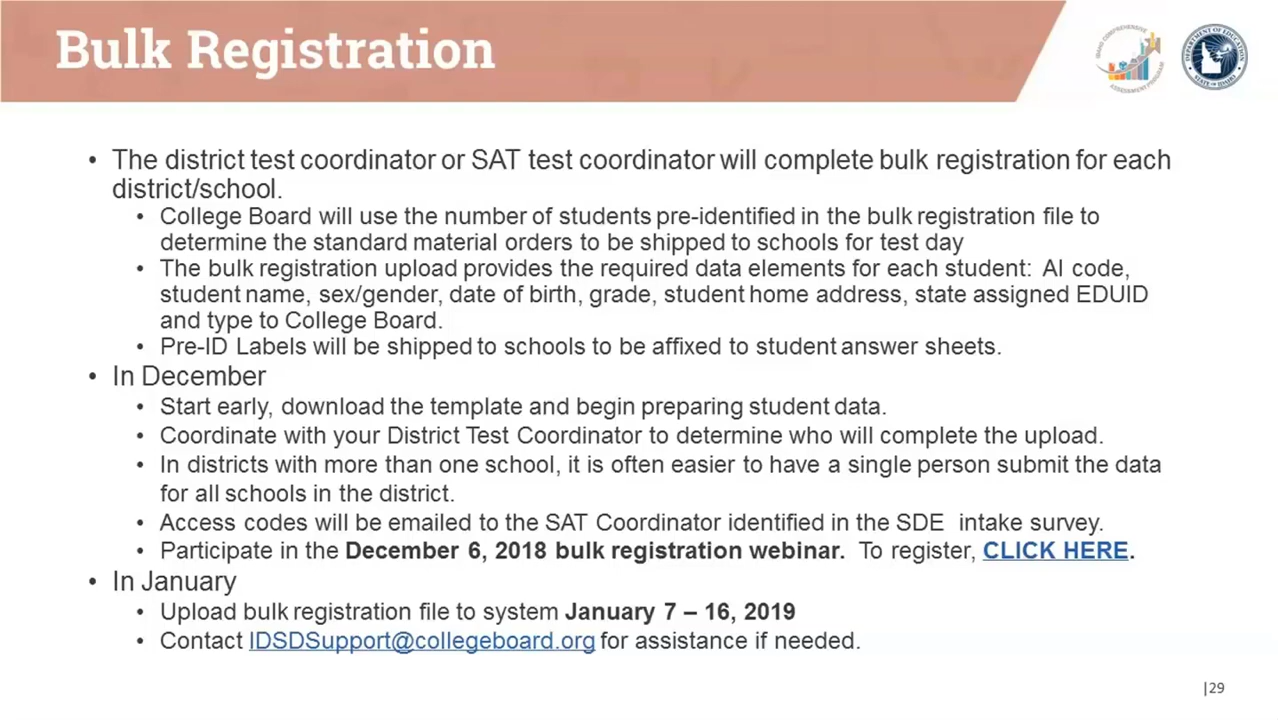 Bulk Registration
IDAHO COMPREHENSIVE
ASSESSMENT PROGRAM
DEPARTMENT OF EDUCATION
STATE OF IDAHO
• The district test coordinator or SAT test coordinator will complete bulk registration for each
district/school.
• College Board will use the number of students pre-identified in the bulk registration file to
determine the standard material orders to be shipped to schools for test day
• The bulk registration upload provides the required data elements for each student: AI code,
student name, sex/gender, date of birth, grade, student home address, state assigned EDUID
and type to College Board.
• Pre-ID Labels will be shipped to schools to be affixed to student answer sheets.
• In December
• Start early, download the template and begin preparing student data.
• Coordinate with your District Test Coordinator to determine who will complete the upload.
• In districts with more than one school, it is often easier to have a single person submit the data
for all schools in the district.
• Access codes will be emailed to the SAT Coordinator identified in the SDE intake survey.
• Participate in the December 6, 2018 bulk registration webinar. To register, CLICK HERE.
• In January
• Upload bulk registration file to system January 7 – 16, 2019
• Contact IDSDSupport@collegeboard.org for assistance if needed.
|29